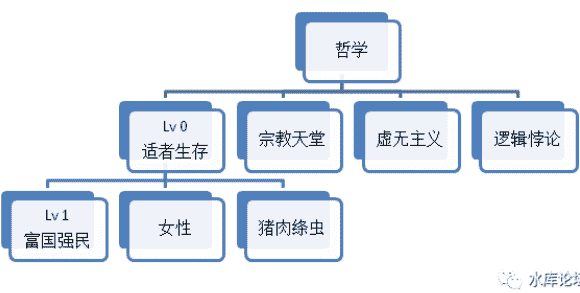 哲学
Lv 0
适者生存
宗教天堂
虚无主义
逻辑悖论
Lv 1
富国强民
女性
猪肉绦虫
水库论坛